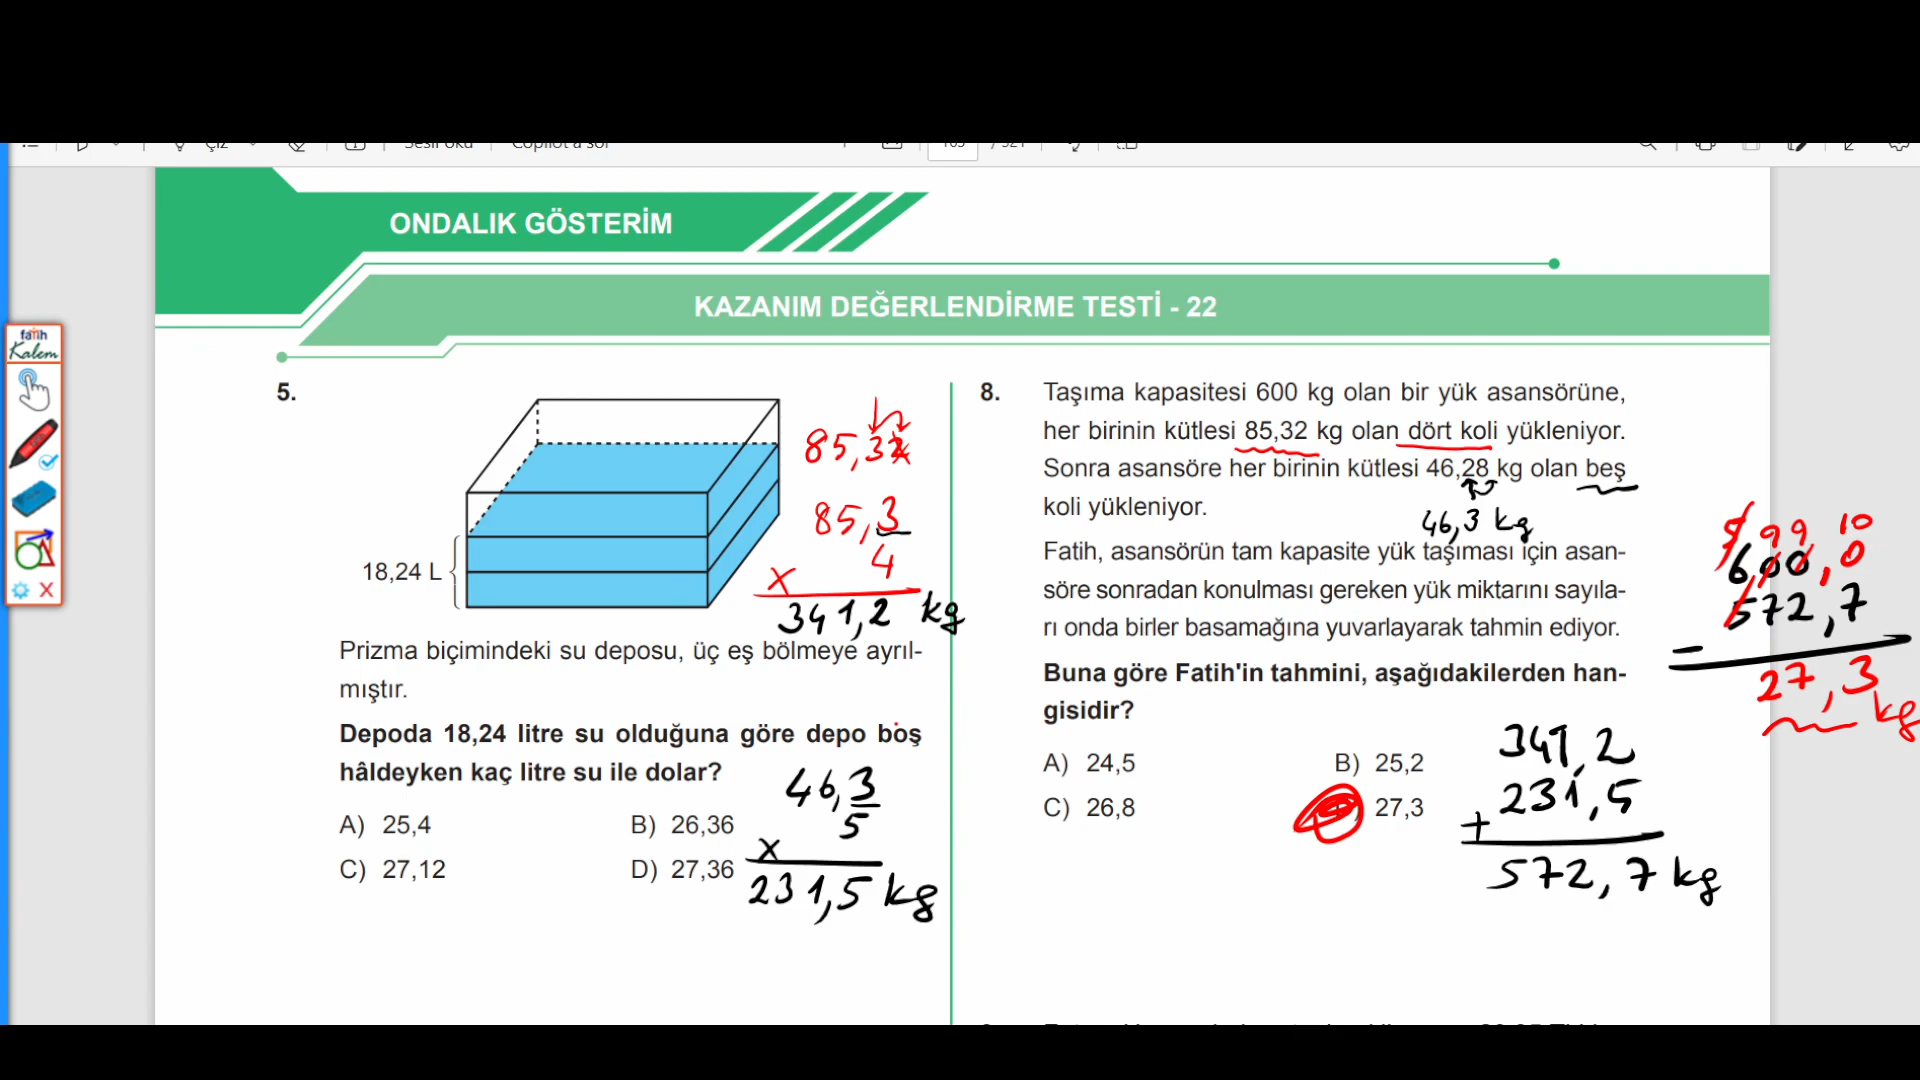 ONDALIK GÖSTERİM
KAZANIM DEĞERLENDİRME TESTİ - 22
fatih
Kalem
5.
18,24 L
85,32
85,3
x 4
341,2 kg
Prizma biçimindeki su deposu, üç eş bölmeye ayrıl-
mıştır.
Depoda 18,24 litre su olduğuna göre depo boş
hâldeyken kaç litre su ile dolar?
A) 25,4
B) 26,36
C) 27,12
D) 27,36
46,3
x 5
231,5 kg
8. Taşıma kapasitesi 600 kg olan bir yük asansörüne,
her birinin kütlesi 85,32 kg olan dört koli yükleniyor.
Sonra asansöre her birinin kütlesi 46,28 kg olan beş
koli yükleniyor.
46,3 kg
Fatih, asansörün tam kapasite yük taşıması için asan-
söre sonradan konulması gereken yük miktarını sayıla-
rı onda birler basamağına yuvarlayarak tahmin ediyor.
Buna göre Fatih'in tahmini, aşağıdakilerden han-
gisidir?
A) 24,5
B) 25,2
C) 26,8
27,3
341,2
+ 231,5
572,7 kg
5 9 9 10
600,0
- 572,7
27,3 kg